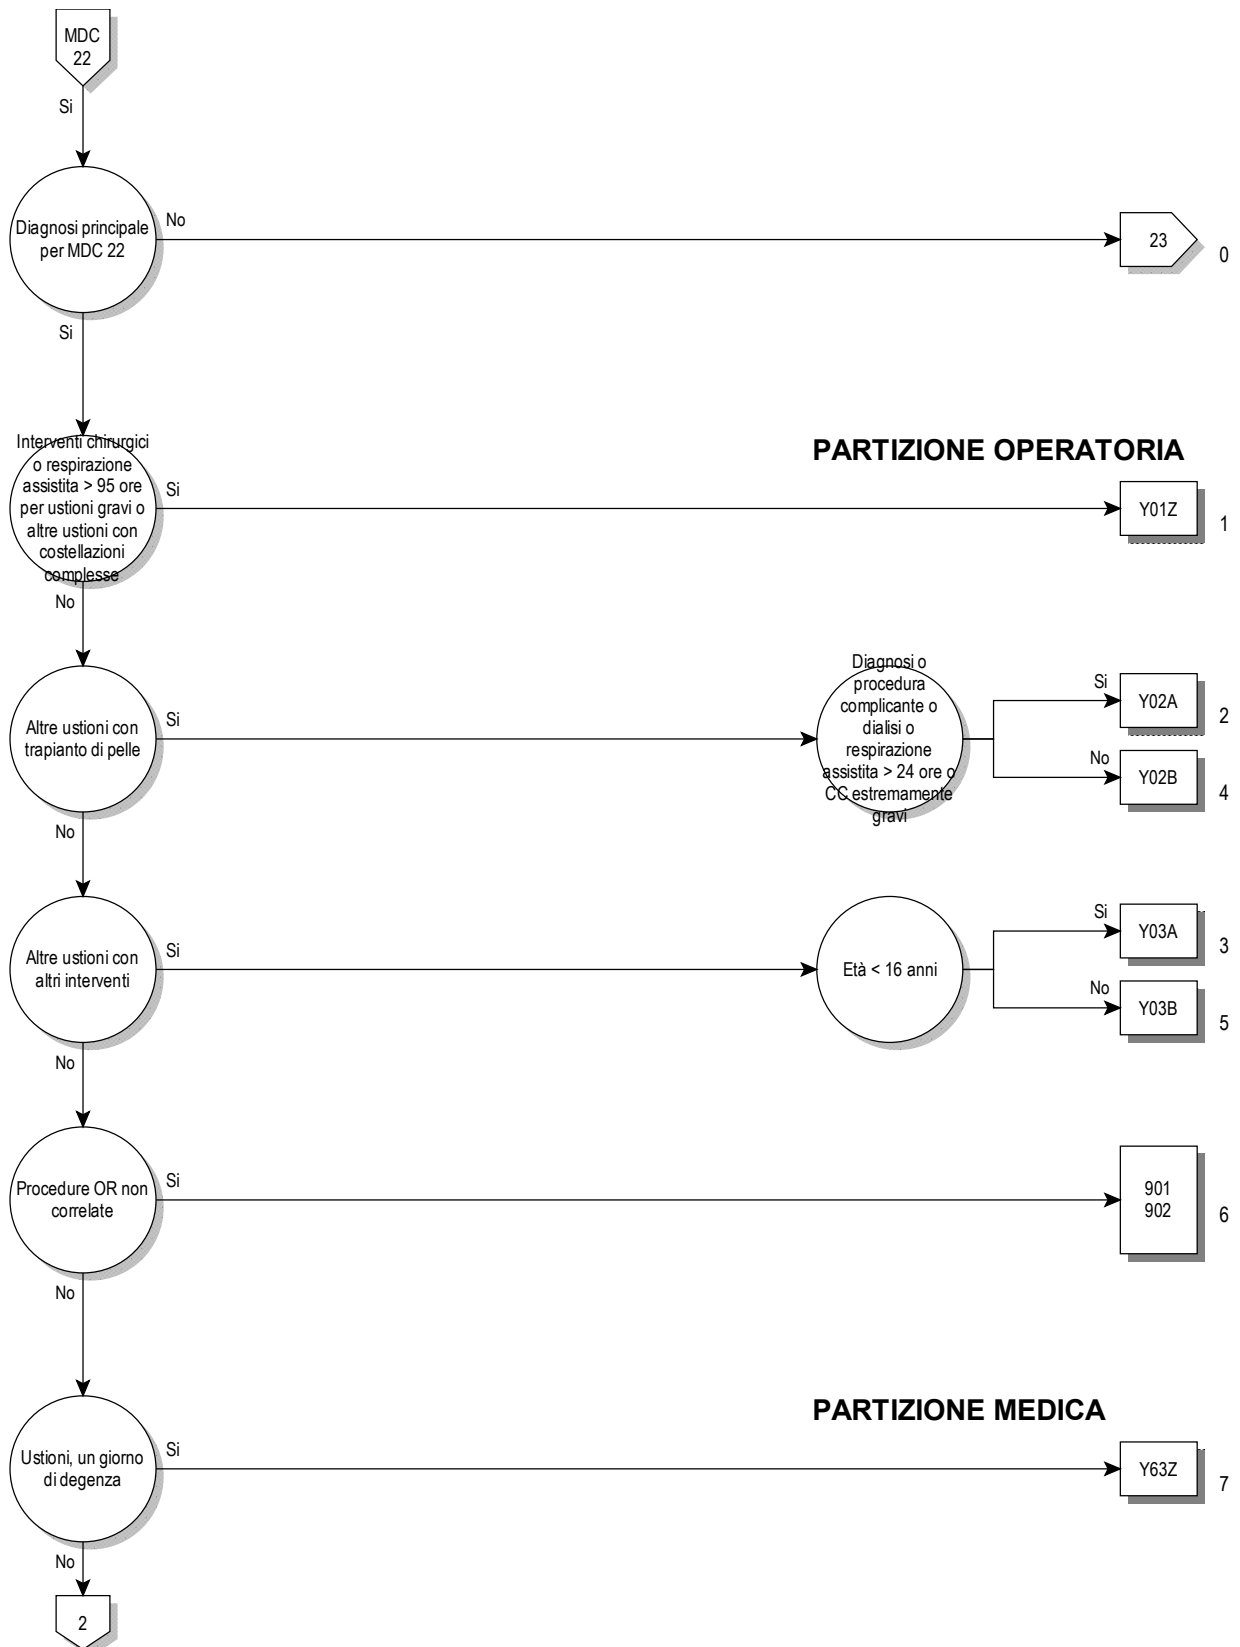 MDC
22
Si
Diagnosi principale
per MDC 22
No
23
0
Si
PARTIZIONE OPERATORIA
Interventi chirurgici
o respirazione
assistita > 95 ore
per ustioni gravi o
altre ustioni con
costellazioni
complesse
Si
Y01Z
1
No
Altre ustioni con
trapianto di pelle
Si
Diagnosi o
procedura
complicante o
dialisi o
respirazione
assistita > 24 ore o
CC estremamente
gravi
Si
Y02A
2
No
Y02B
4
No
Altre ustioni con
altri interventi
Si
Età < 16 anni
Si
Y03A
3
No
Y03B
5
No
Procedure OR non
correlate
Si
901
902
6
No
PARTIZIONE MEDICA
Ustioni, un giorno
di degenza
Si
Y63Z
7
No
2